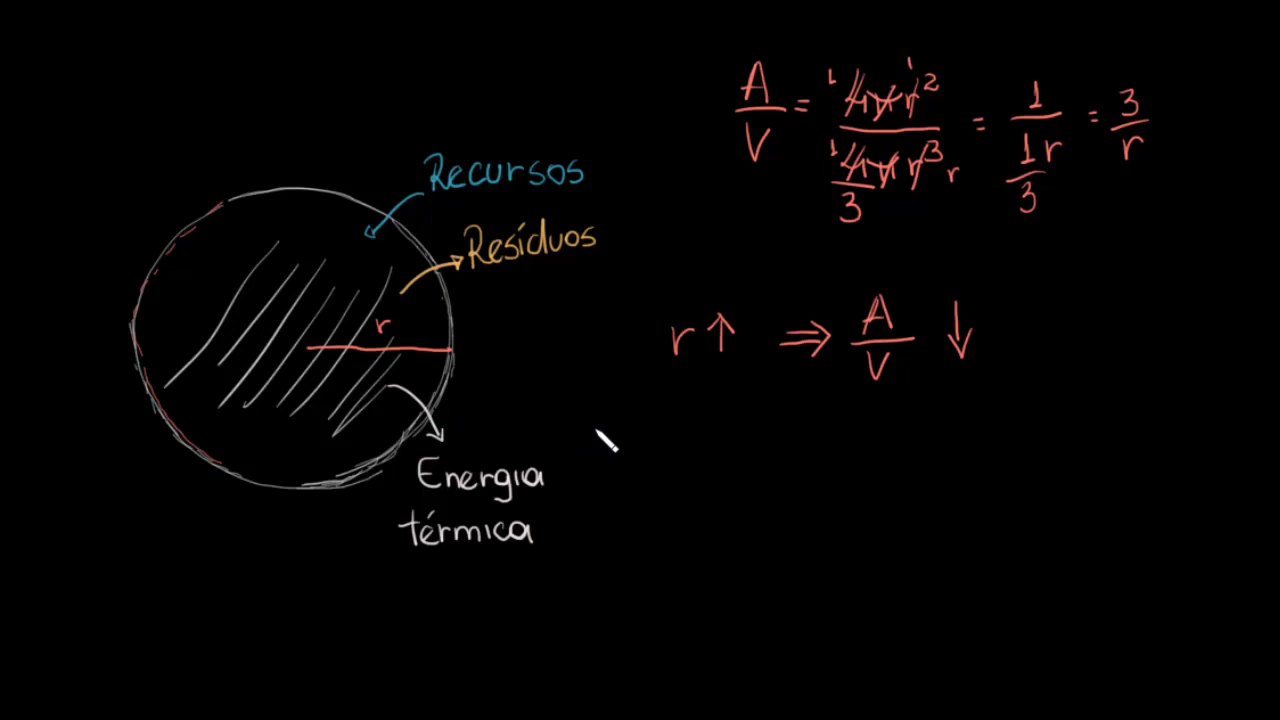 Recursos
Resíduos
r
Energia
térmica
A/V = 4πr²/(4/3 πr³) r = 1/(1/3 r) = 3/r
r ↑ ⇒ A/V ↓